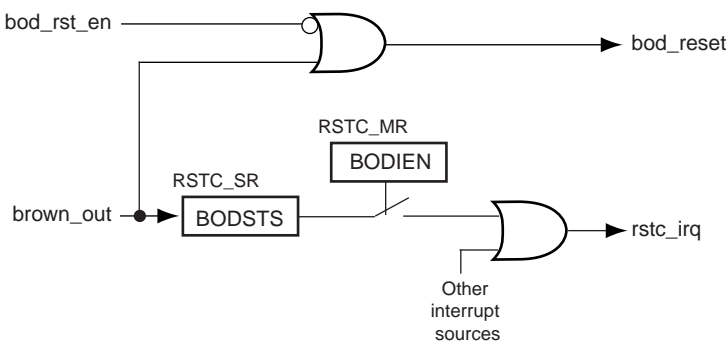 bod_rst_en
bod_reset
RSTC_MR
BODIEN
RSTC_SR
brown_out
BODSTS
rstc_irq
Other
interrupt
sources